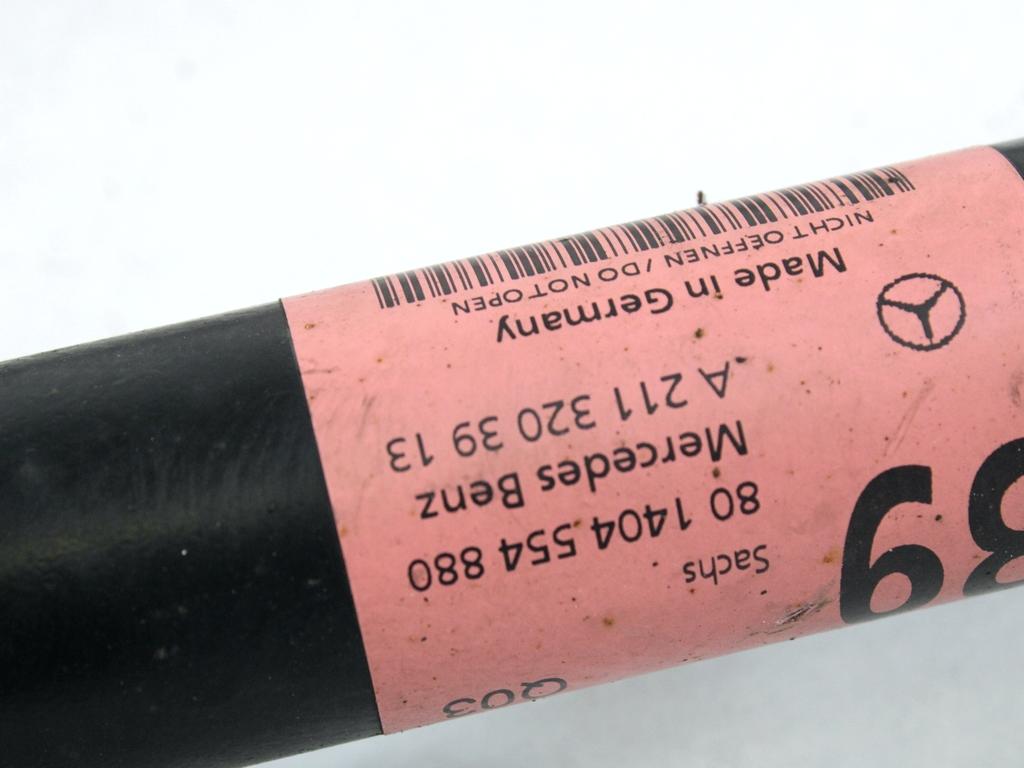 Q03
Sachs
80 1404 554 880
Mercedes Benz
A 211 320 39 13
Made in Germany
NICHT OEFFNEN / DO NOT OPEN
9